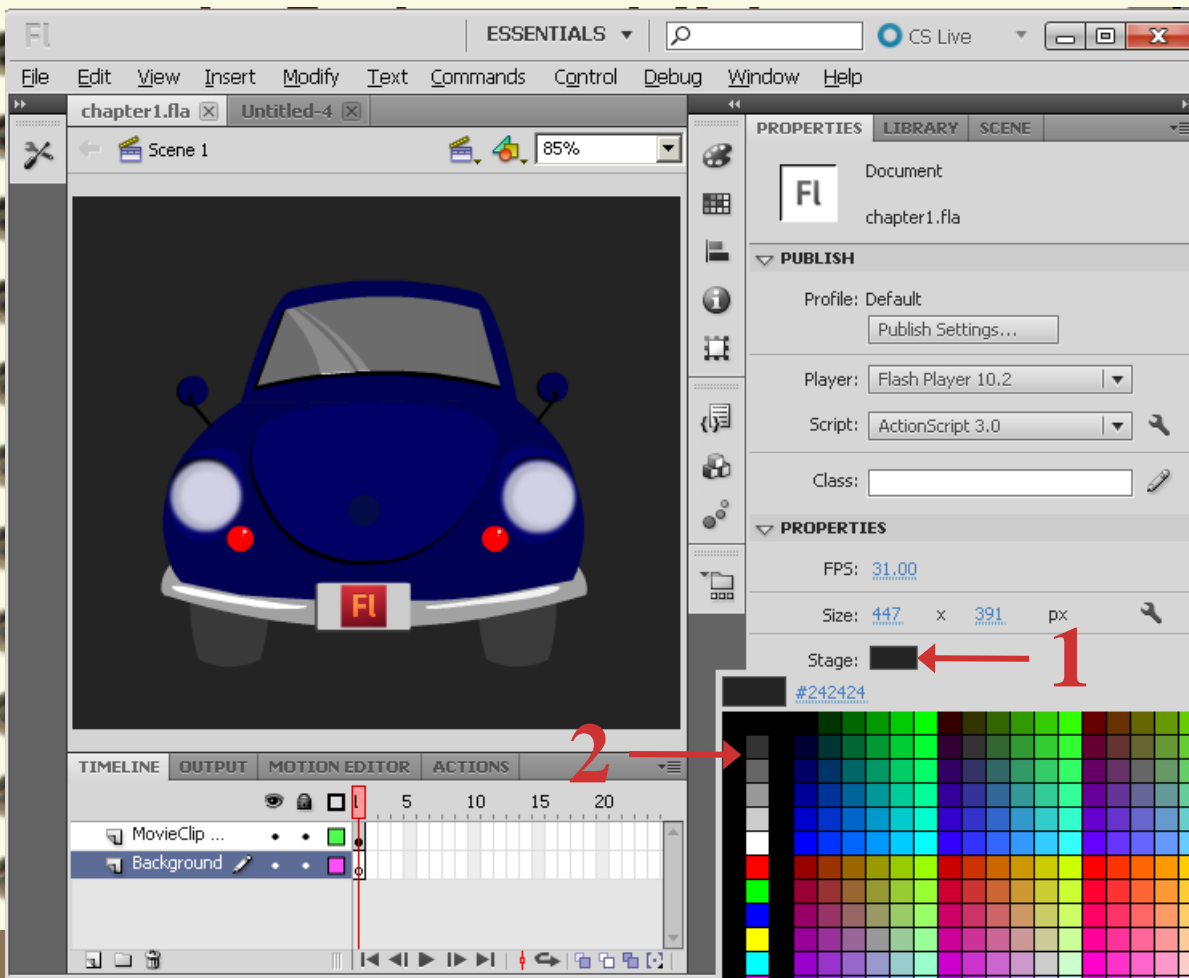 Fl ESSENTIALS CS Live
File Edit View Insert Modify Text Commands Control Debug Window Help
chapter1.fla Untitled-4
Scene 1 85%
Fl
PROPERTIES LIBRARY SCENE
Fl
Document
chapter1.fla
PUBLISH
Profile: Default
Publish Settings...
Player: Flash Player 10.2
Script: ActionScript 3.0
Class:
PROPERTIES
FPS: 31.00
Size: 447 x 391 px
Stage: 1
#242424
2
TIMELINE OUTPUT MOTION EDITOR ACTIONS
1 5 10 15 20
MovieClip ...
Background